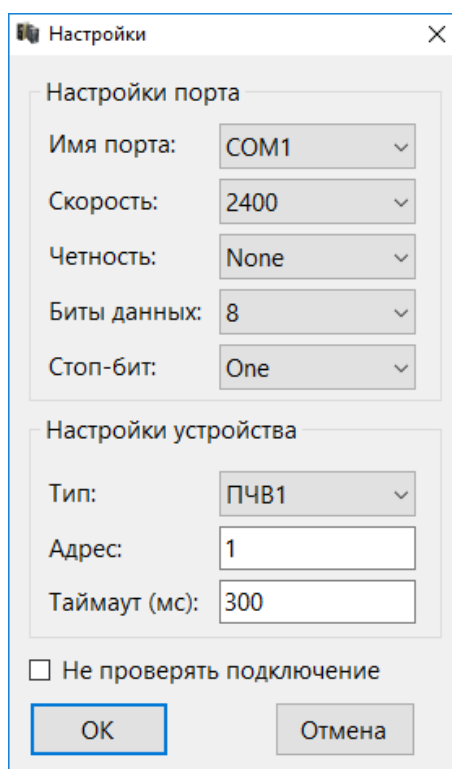 Настройки
Настройки порта
Имя порта: COM1
Скорость: 2400
Четность: None
Биты данных: 8
Стоп-бит: One
Настройки устройства
Тип: ПЧВ1
Адрес: 1
Таймаут (мс): 300
Не проверять подключение
OK Отмена